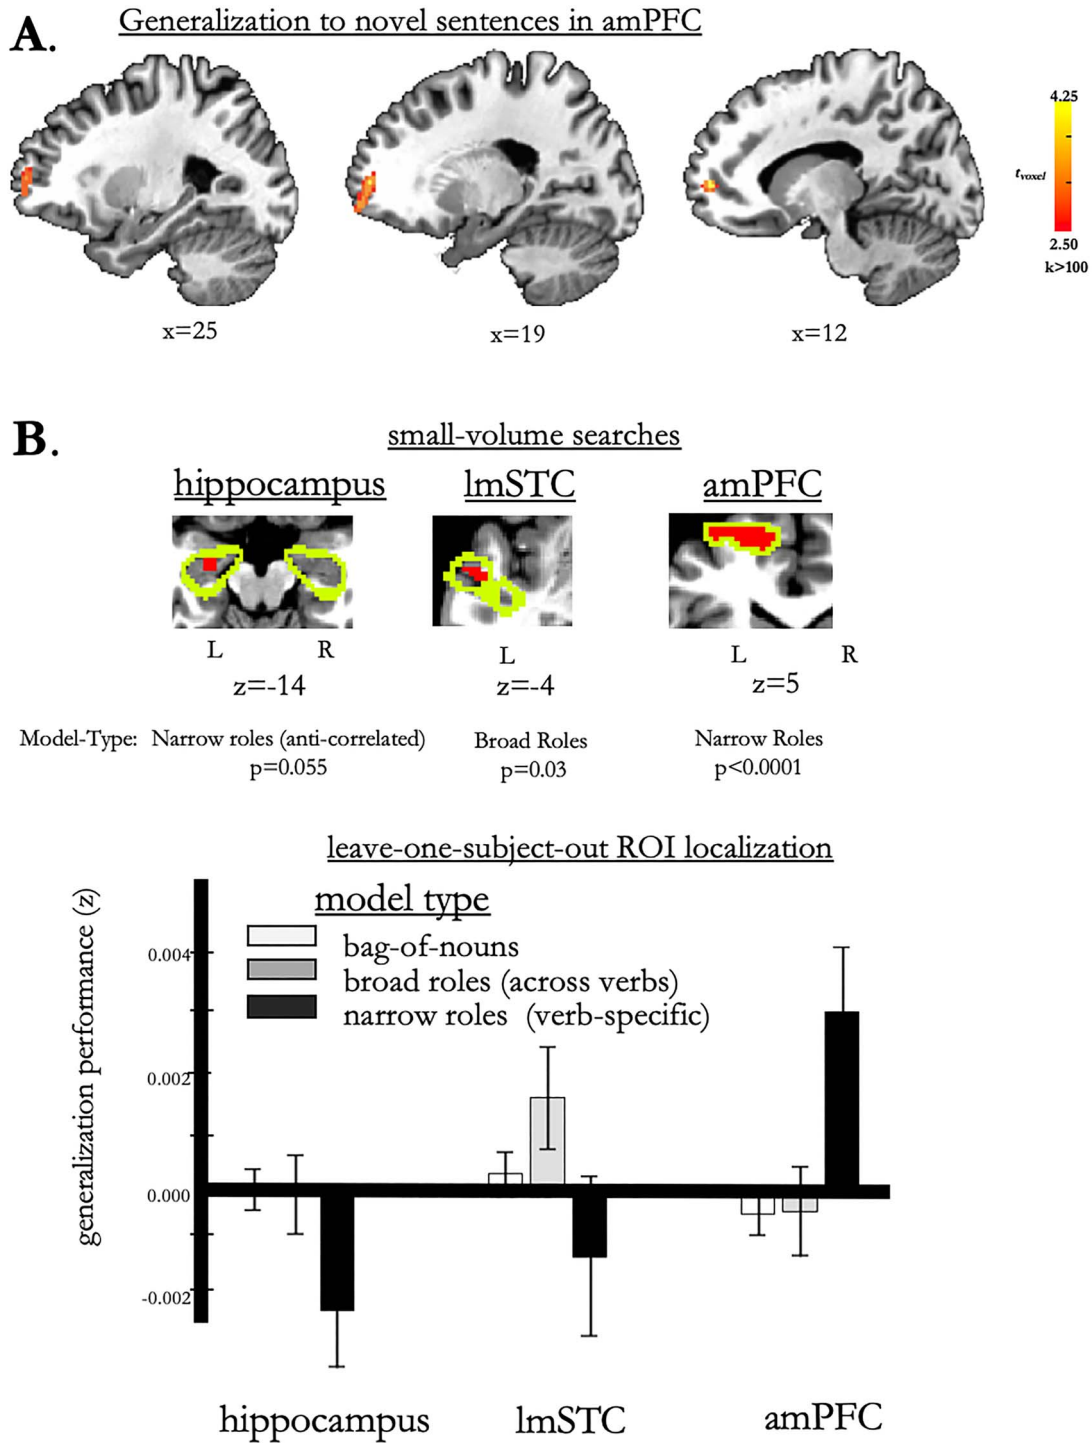 A.
Generalization to novel sentences in amPFC
4.25
t_voxel
2.50
k>100
x=25
x=19
x=12
B.
small-volume searches
hippocampus
lmSTC
amPFC
L
R
L
L
R
z=-14
z=-4
z=5
Model-Type: Narrow roles (anti-correlated)
p=0.055
Broad Roles
p=0.03
Narrow Roles
p<0.0001
leave-one-subject-out ROI localization
model type
bag-of-nouns
broad roles (across verbs)
narrow roles (verb-specific)
generalization performance (z)
0.004
0.002
0.000
-0.002
hippocampus
lmSTC
amPFC